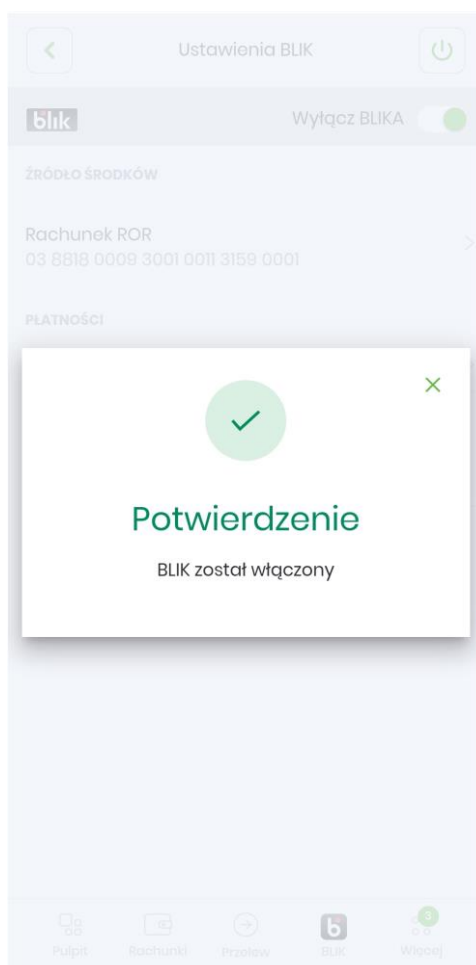 Ustawienia BLIK
blik
Wyłącz BLIKA
ŹRÓDŁO ŚRODKÓW
Rachunek ROR
03 8818 0009 3001 0011 3159 0001
PŁATNOŚCI
Potwierdzenie
BLIK został włączony
3
Pulpit Rachunki Przelew BLIK Więcej